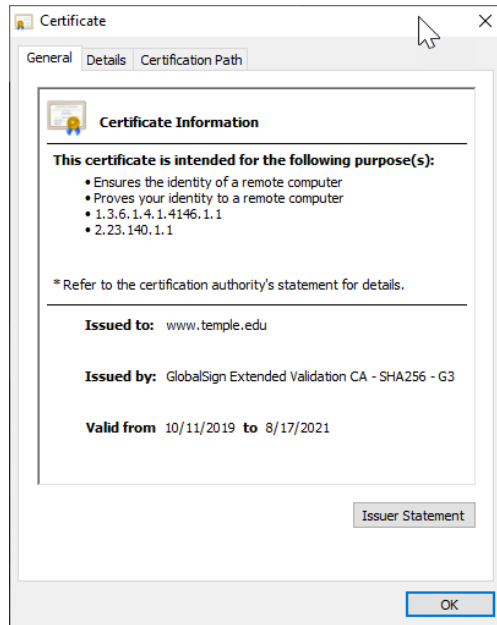 Certificate
General Details Certification Path
Certificate Information
This certificate is intended for the following purpose(s):
• Ensures the identity of a remote computer
• Proves your identity to a remote computer
• 1.3.6.1.4.1.4146.1.1
• 2.23.140.1.1
* Refer to the certification authority's statement for details.
Issued to: www.temple.edu
Issued by: GlobalSign Extended Validation CA - SHA256 - G3
Valid from 10/11/2019 to 8/17/2021
Issuer Statement
OK